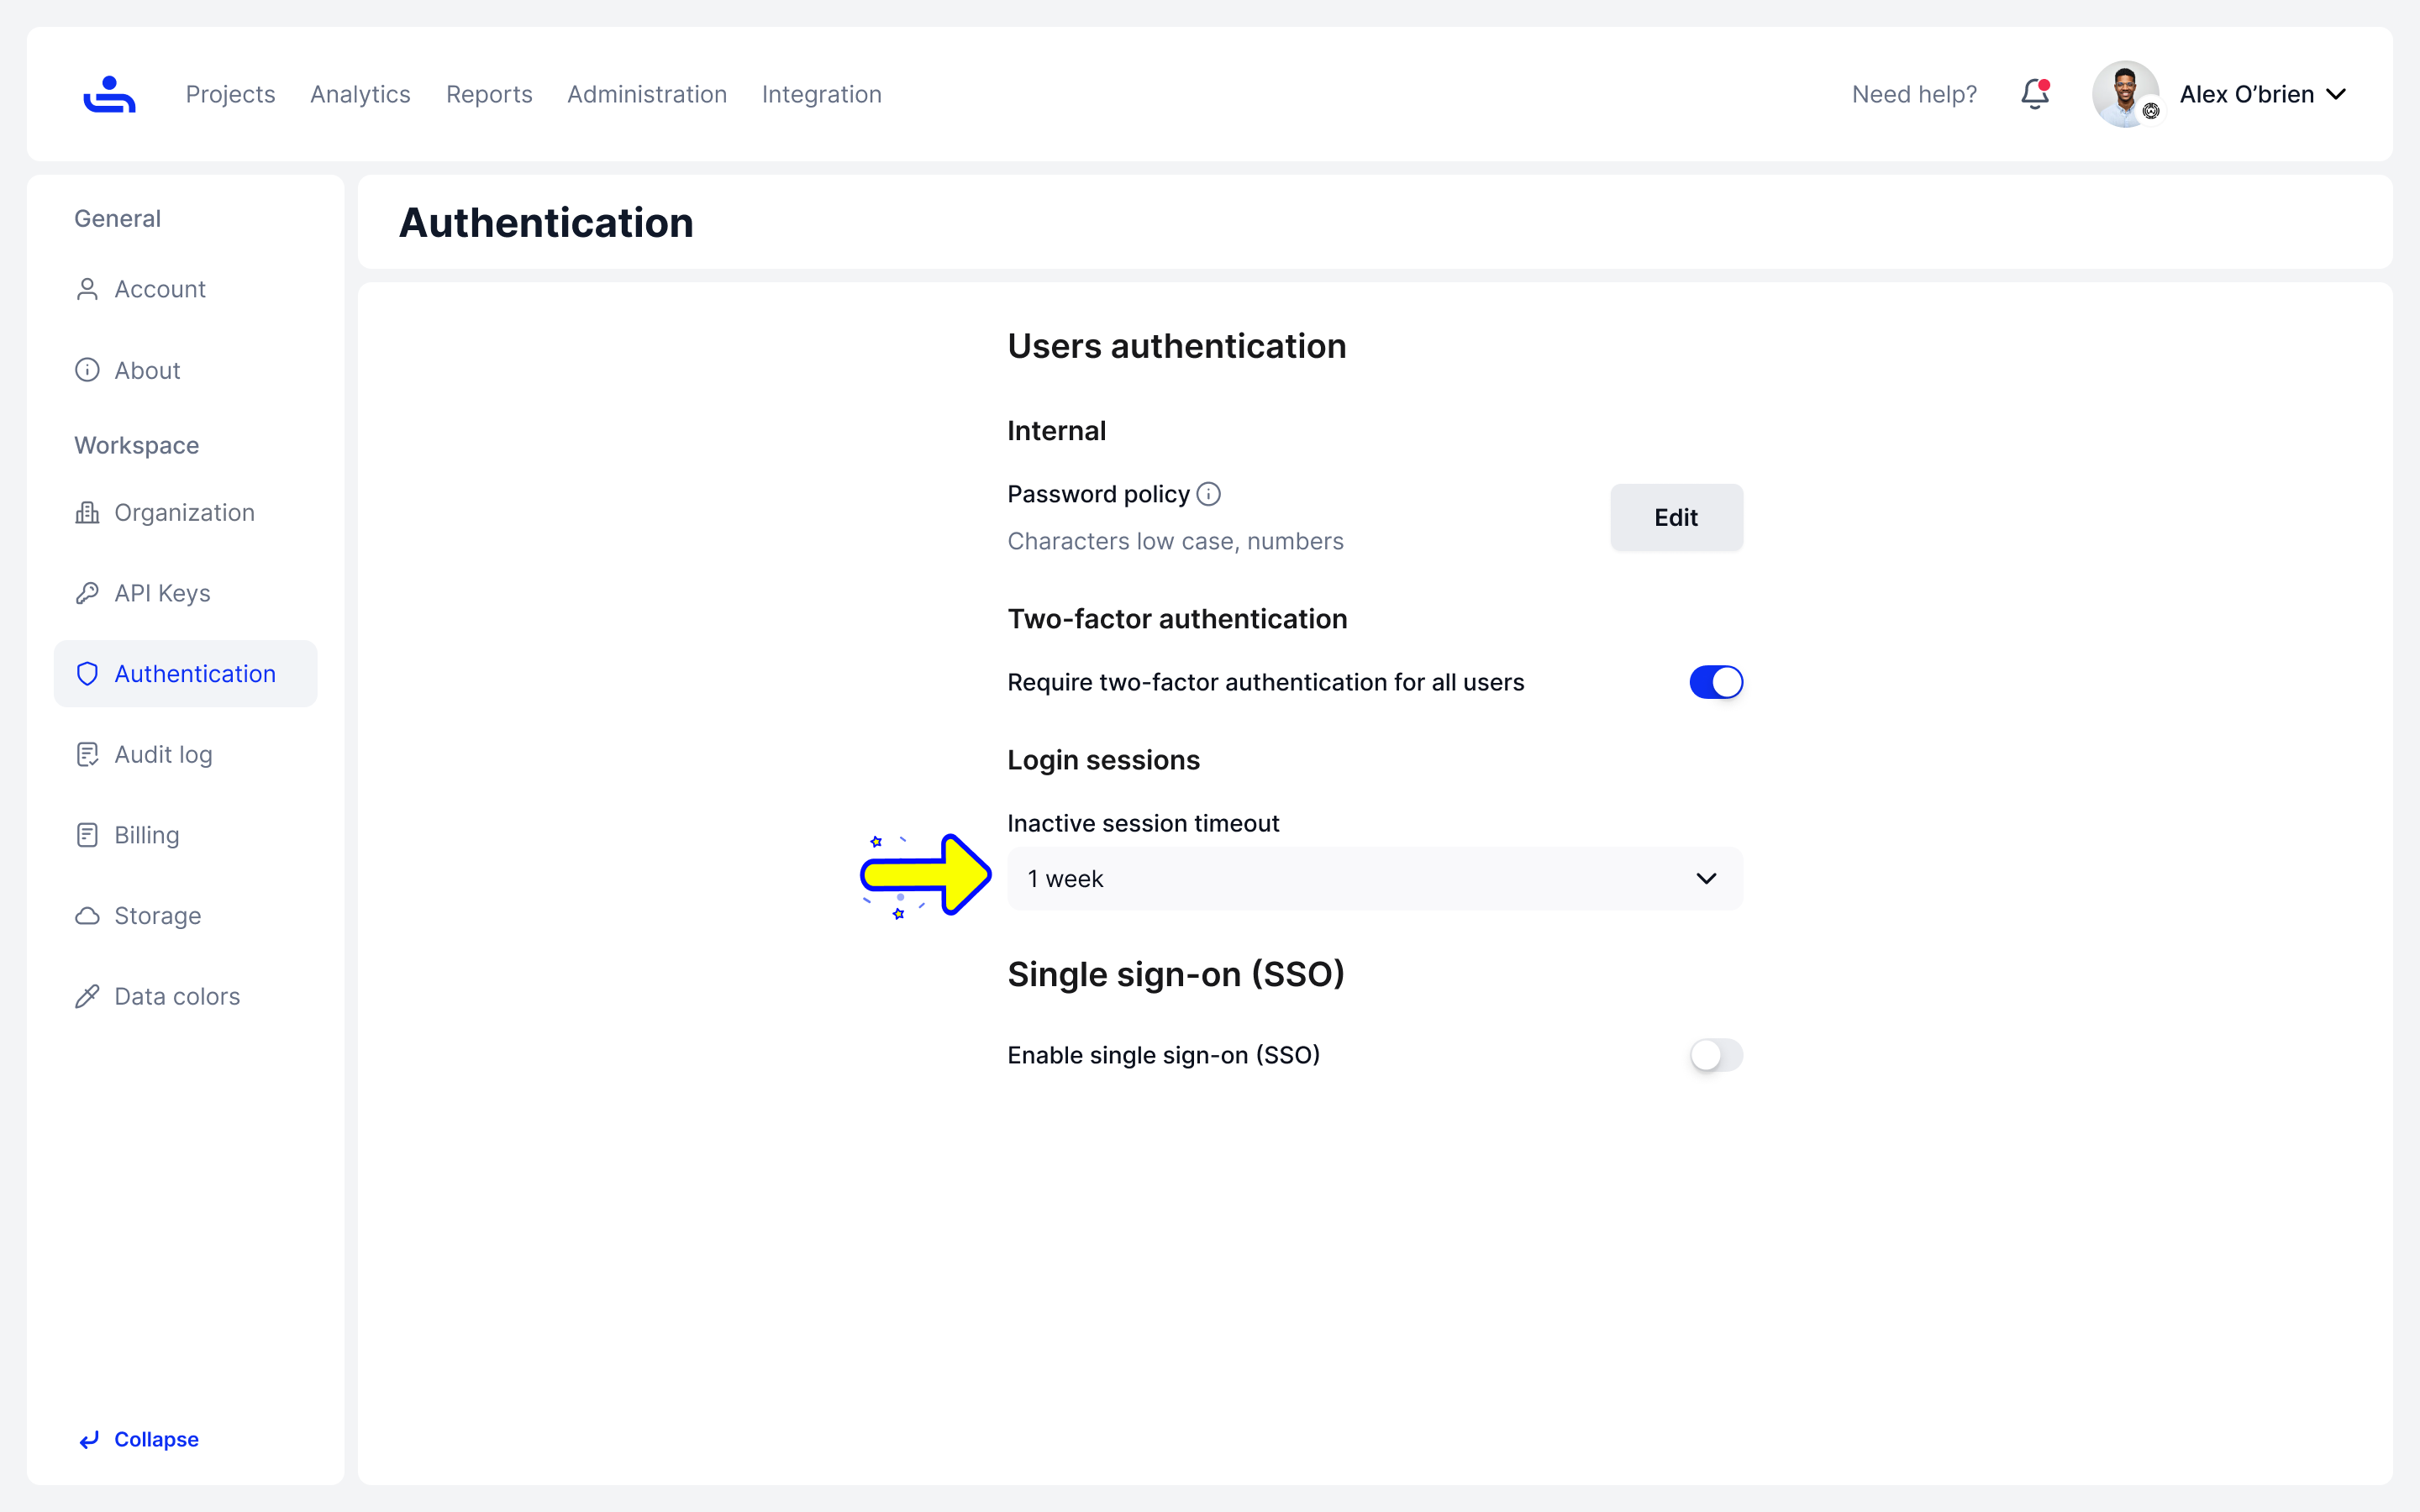 Projects Analytics Reports Administration Integration Need help? Alex O’brien
General
Account
About
Workspace
Organization
API Keys
Authentication
Audit log
Billing
Storage
Data colors
Collapse
Authentication
Users authentication
Internal
Password policy
Characters low case, numbers
Edit
Two-factor authentication
Require two-factor authentication for all users
Login sessions
Inactive session timeout
1 week
Single sign-on (SSO)
Enable single sign-on (SSO)